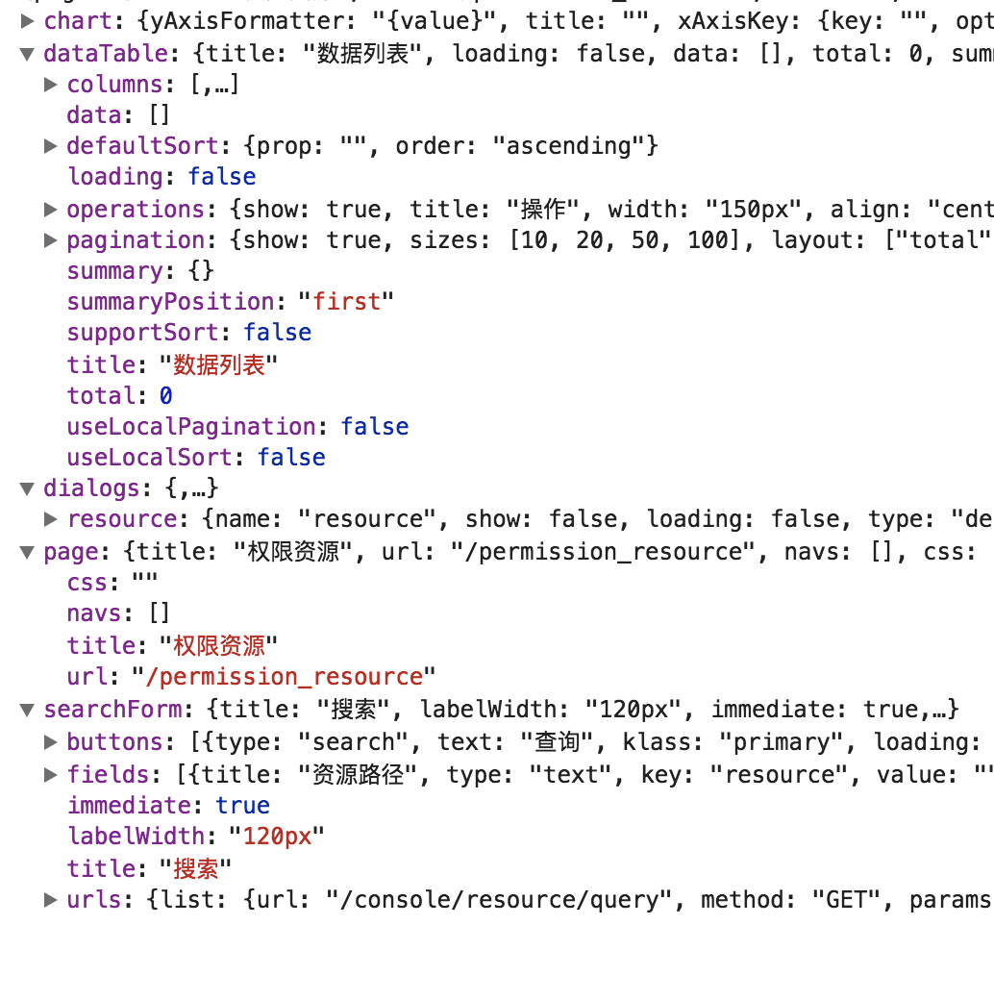 chart: {yAxisFormatter: "{value}", title: "", xAxisKey: {key: "", opt
dataTable: {title: "数据列表", loading: false, data: [], total: 0, sum
columns: [,…]
data: []
defaultSort: {prop: "", order: "ascending"}
loading: false
operations: {show: true, title: "操作", width: "150px", align: "cent
pagination: {show: true, sizes: [10, 20, 50, 100], layout: ["total"
summary: {}
summaryPosition: "first"
supportSort: false
title: "数据列表"
total: 0
useLocalPagination: false
useLocalSort: false
dialogs: {,…}
resource: {name: "resource", show: false, loading: false, type: "de
page: {title: "权限资源", url: "/permission_resource", navs: [], css:
css: ""
navs: []
title: "权限资源"
url: "/permission_resource"
searchForm: {title: "搜索", labelWidth: "120px", immediate: true,…}
buttons: [{type: "search", text: "查询", klass: "primary", loading:
fields: [{title: "资源路径", type: "text", key: "resource", value: ""
immediate: true
labelWidth: "120px"
title: "搜索"
urls: {list: {url: "/console/resource/query", method: "GET", params